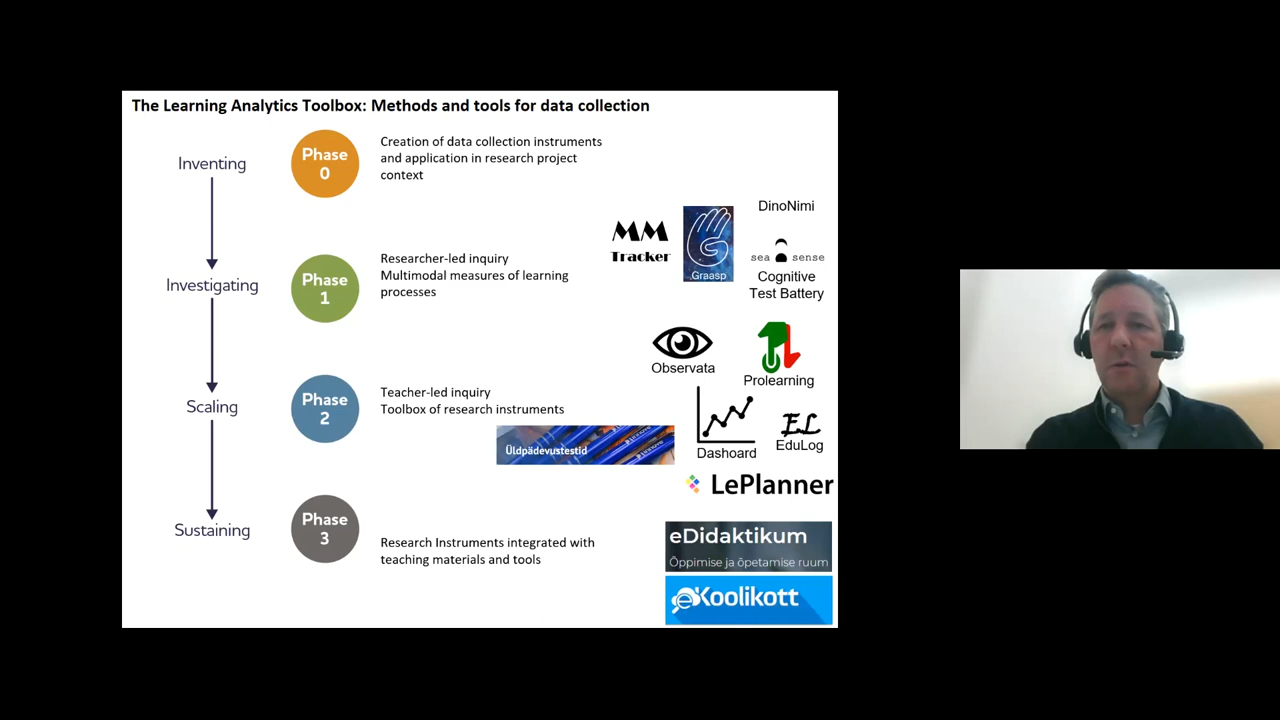 The Learning Analytics Toolbox: Methods and tools for data collection
Inventing
Phase
0
Creation of data collection instruments
and application in research project
context
MM
Tracker
Graasp
DinoNimi
sea sense
Cognitive
Test Battery
Investigating
Phase
1
Researcher-led inquiry
Multimodal measures of learning
processes
Observata
Prolearning
Scaling
Phase
2
Teacher-led inquiry
Toolbox of research instruments
Üldpädevustestid
Dashoard
EL
EduLog
LePlanner
Sustaining
Phase
3
Research Instruments integrated with
teaching materials and tools
eDidaktikum
Õppimise ja õpetamise ruum
eKoolikott